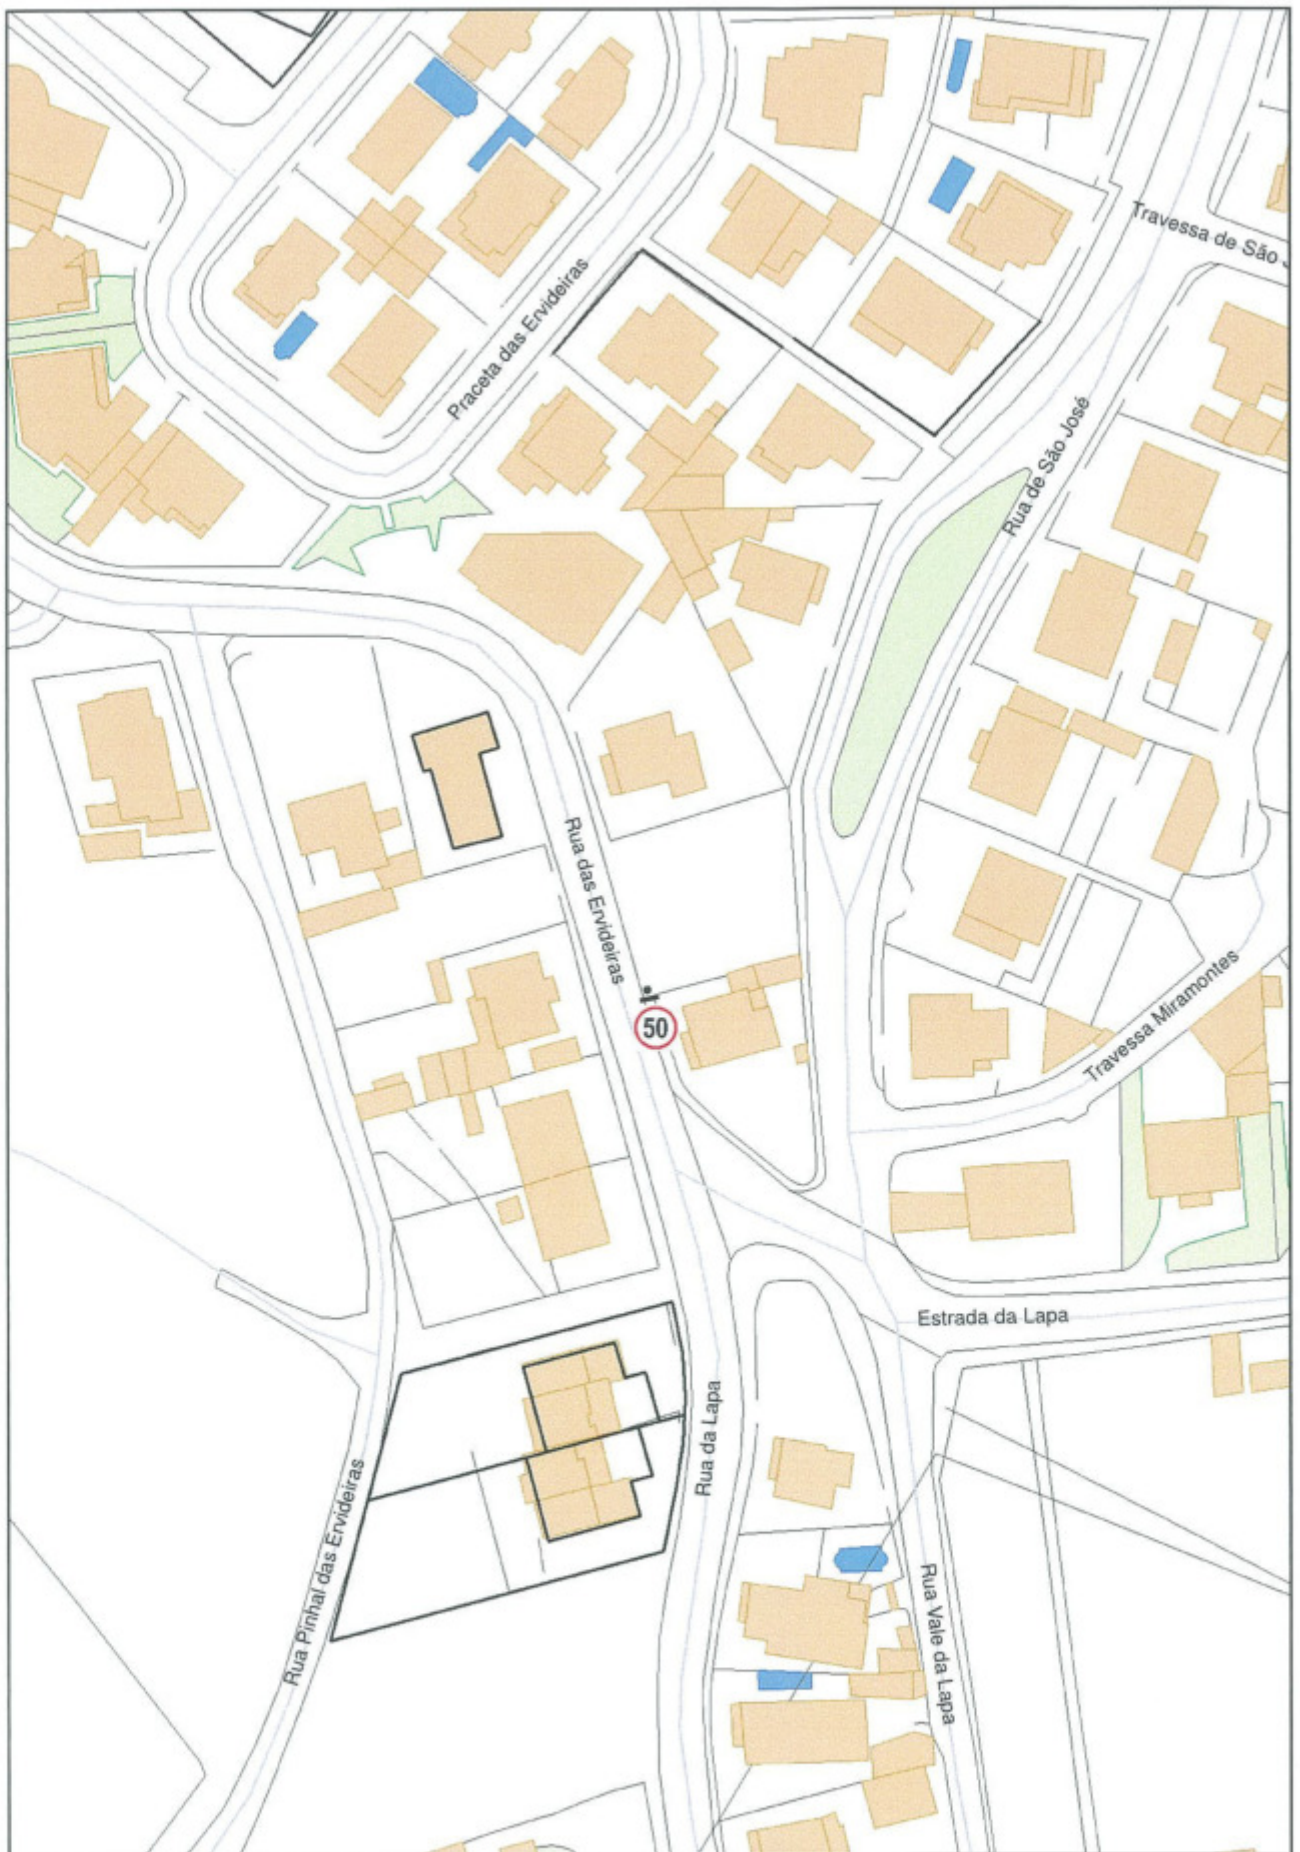 Travessa de São J
Praceta das Ervideiras
Rua de São José
Rua das Ervideiras
Travessa Miramontes
50
Estrada da Lapa
Rua da Lapa
Rua Pinhal das Ervideiras
Rua Vale da Lapa